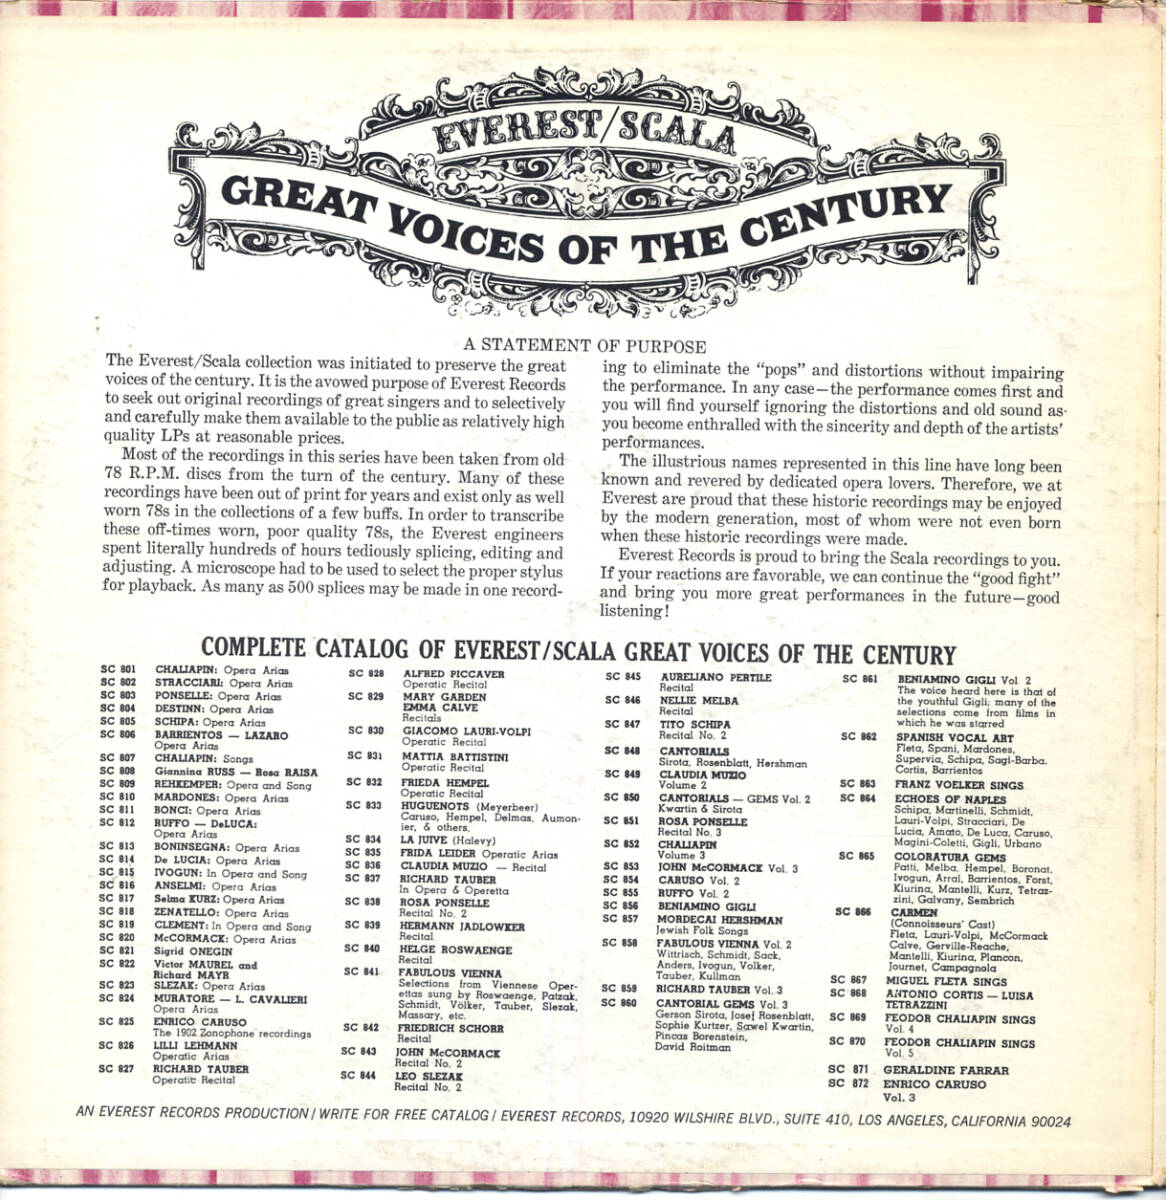 EVEREST/SCALA
GREAT VOICES OF THE CENTURY
A STATEMENT OF PURPOSE
The Everest/Scala collection was initiated to preserve the great
voices of the century. It is the avowed purpose of Everest Records
to seek out original recordings of great singers and to selectively
and carefully make them available to the public as relatively high
quality LPs at reasonable prices.
Most of the recordings in this series have been taken from old
78 R.P.M. discs from the turn of the century. Many of these
recordings have been out of print for years and exist only as well
worn 78s in the collections of a few buffs. In order to transcribe
these off-times worn, poor quality 78s, the Everest engineers
spent literally hundreds of hours tediously splicing, editing and
adjusting. A microscope had to be used to select the proper stylus
for playback. As many as 500 splices may be made in one record-
ing to eliminate the “pops” and distortions without impairing
the performance. In any case—the performance comes first and
you will find yourself ignoring the distortions and old sound as-
you become enthralled with the sincerity and depth of the artists’
performances.
The illustrious names represented in this line have long been
known and revered by dedicated opera lovers. Therefore, we at
Everest are proud that these historic recordings may be enjoyed
by the modern generation, most of whom were not even born
when these historic recordings were made.
Everest Records is proud to bring the Scala recordings to you.
If your reactions are favorable, we can continue the “good fight”
and bring you more great performances in the future—good
listening!
COMPLETE CATALOG OF EVEREST/SCALA GREAT VOICES OF THE CENTURY
SC 801 CHALIAPIN: Opera Arias
SC 802 STRACCIARI: Opera Arias
SC 803 PONSELLE: Opera Arias
SC 804 DESTINN: Opera Arias
SC 805 SCHIPA: Opera Arias
SC 806 BARRIENTOS — LAZARO
Opera Arias
SC 807 CHALIAPIN: Songs
SC 808 Giannina RUSS — Rosa RAISA
SC 809 REHKEMPER: Opera and Song
SC 810 MARDONES: Opera Arias
SC 811 BONCI: Opera Arias
SC 812 RUFFO — DeLUCA:
Opera Arias
SC 813 BONINSEGNA: Opera Arias
SC 814 De LUCIA: Opera Arias
SC 815 IVOGUN: In Opera and Song
SC 816 ANSELMI: Opera Arias
SC 817 Selma KURZ: Opera Arias
SC 818 ZENATELLO: Opera Arias
SC 819 CLEMENT: In Opera and Song
SC 820 McCORMACK: Opera Arias
SC 821 Sigrid ONEGIN
SC 822 Victor MAUREL and
Richard MAYR
SC 823 SLEZAK: Opera Arias
SC 824 MURATORE — L. CAVALIERI
Opera Arias
SC 825 ENRICO CARUSO
The 1902 Zonophone recordings
SC 826 LILLI LEHMANN
Operatic Arias
SC 827 RICHARD TAUBER
Operatic Recital
SC 828 ALFRED PICCAVER
Operatic Recital
SC 829 MARY GARDEN
EMMA CALVE
Recitals
SC 830 GIACOMO LAURI-VOLPI
Operatic Recital
SC 831 MATTIA BATTISTINI
Operatic Recital
SC 832 FRIEDA HEMPEL
Operatic Recital
SC 833 HUGUENOTS (Meyerbeer)
Caruso, Hempel, Delmas, Aumon-
ier, & others.
SC 834 LA JUIVE (Halevy)
SC 835 FRIDA LEIDER Operatic Arias
SC 836 CLAUDIA MUZIO — Recital
SC 837 RICHARD TAUBER
In Opera & Operetta
SC 838 ROSA PONSELLE
Recital No. 2
SC 839 HERMANN JADLOWKER
Recital
SC 840 HELGE ROSWAENGE
Recital
SC 841 FABULOUS VIENNA
Selections from Viennese Oper-
ettas sung by Roswaenge, Patzak,
Schmidt, Völker, Tauber, Slezak,
Massary, etc.
SC 842 FRIEDRICH SCHORR
Recital
SC 843 JOHN McCORMACK
Recital No. 2
SC 844 LEO SLEZAK
Recital No. 2
SC 845 AURELIANO PERTILE
Recital
SC 846 NELLIE MELBA
Recital
SC 847 TITO SCHIPA
Recital No. 2
SC 848 CANTORIALS
Sirota, Rosenblatt, Hershman
SC 849 CLAUDIA MUZIO
Volume 2
SC 850 CANTORIALS — GEMS Vol. 2
Kwartin & Sirota
SC 851 ROSA PONSELLE
Recital No. 3
SC 852 CHALIAPIN
Volume 3
SC 853 JOHN McCORMACK Vol. 3
SC 854 CARUSO Vol. 2
SC 855 RUFFO Vol. 2
SC 856 BENIAMINO GIGLI
SC 857 MORDECAI HERSHMAN
Jewish Folk Songs
SC 858 FABULOUS VIENNA Vol. 2
Wittrisch, Schmidt, Sack,
Anders, Ivogun, Volker,
Tauber, Kullman
SC 859 RICHARD TAUBER Vol. 3
SC 860 CANTORIAL GEMS Vol. 3
Gerson Sirota, Josef Rosenblatt,
Sophie Kurtzer, Sawel Kwartin,
Pincas Borenstein,
David Roitman
SC 861 BENIAMINO GIGLI Vol. 2
The voice heard here is that of
the youthful Gigli; many of the
selections come from films in
which he was starred
SC 862 SPANISH VOCAL ART
Fleta, Spani, Mardones,
Supervia, Schipa, Sagi-Barba.
Cortis, Barrientos
SC 863 FRANZ VOELKER SINGS
SC 864 ECHOES OF NAPLES
Schipa, Martinelli, Schmidt,
Lauri-Volpi, Stracciari, De
Lucia, Amato, De Luca, Caruso,
Magini-Coletti, Gigli, Urbano
SC 865 COLORATURA GEMS
Patti, Melba, Hempel, Boronat,
Ivogun, Arral, Barrientos, Forst,
Kiurina, Mantelli, Kurz, Tetraz-
zini, Galvany, Sembrich
SC 866 CARMEN
(Connoisseurs' Cast)
Fleta, Lauri-Volpi, McCormack
Calve, Gerville-Reache,
Mantelli, Kiurina, Plancon,
Journet, Campagnola
SC 867 MIGUEL FLETA SINGS
SC 868 ANTONIO CORTIS — LUISA
TETRAZZINI
SC 869 FEODOR CHALIAPIN SINGS
Vol. 4
SC 870 FEODOR CHALIAPIN SINGS
Vol. 5
SC 871 GERALDINE FARRAR
SC 872 ENRICO CARUSO
Vol. 3
AN EVEREST RECORDS PRODUCTION / WRITE FOR FREE CATALOG / EVEREST RECORDS, 10920 WILSHIRE BLVD., SUITE 410, LOS ANGELES, CALIFORNIA 90024